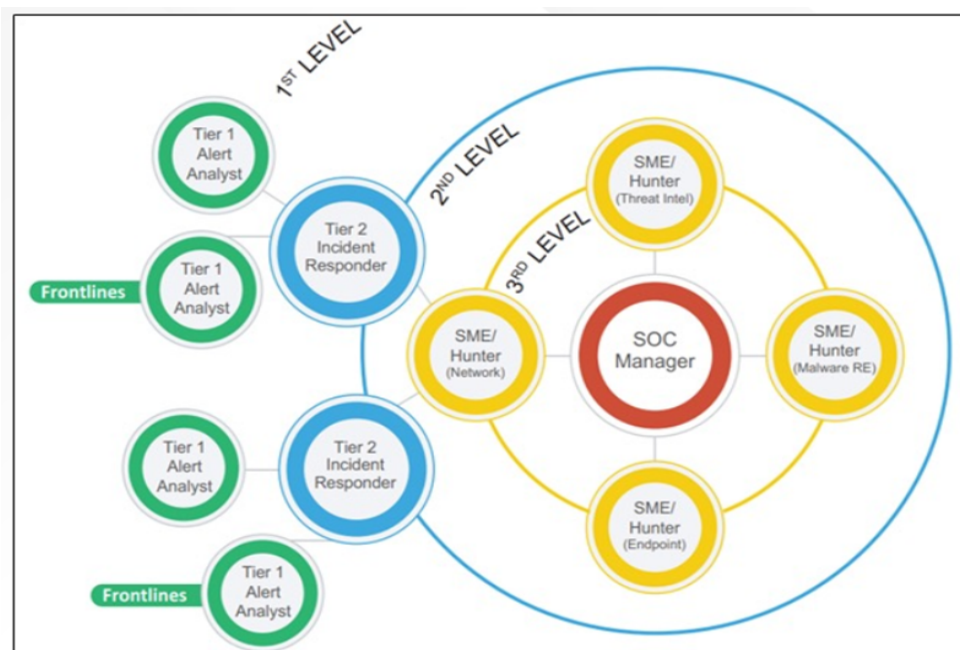 1ST LEVEL
Tier 1
Alert
Analyst
2ND LEVEL
SME/
Hunter
(Threat Intel)
Tier 2
Incident
Responder
3RD LEVEL
Frontlines
Tier 1
Alert
Analyst
SME/
Hunter
(Network)
SOC
Manager
SME/
Hunter
(Malware RE)
Tier 1
Alert
Analyst
Tier 2
Incident
Responder
SME/
Hunter
(Endpoint)
Frontlines
Tier 1
Alert
Analyst